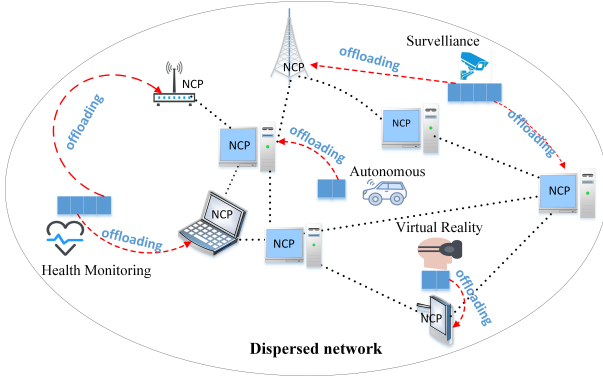 Survelliance
offloading
NCP
NCP
offloading
NCP
offloading
NCP
offloading
NCP
Autonomous
NCP
NCP
offloading
Virtual Reality
NCP
Health Monitoring
offloading
NCP
Dispersed network